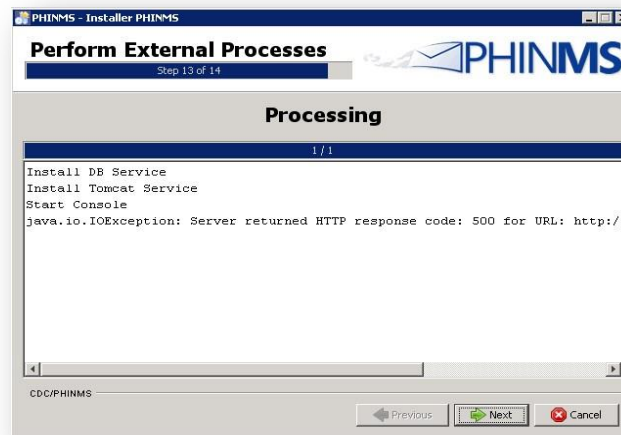 PHINMS - Installer PHINMS
Perform External Processes
Step 13 of 14
PHINMS
Processing
1 / 1
Install DB Service
Install Tomcat Service
Start Console
java.io.IOException: Server returned HTTP response code: 500 for URL: http:/
CDC/PHINMS
Previous
Next
Cancel